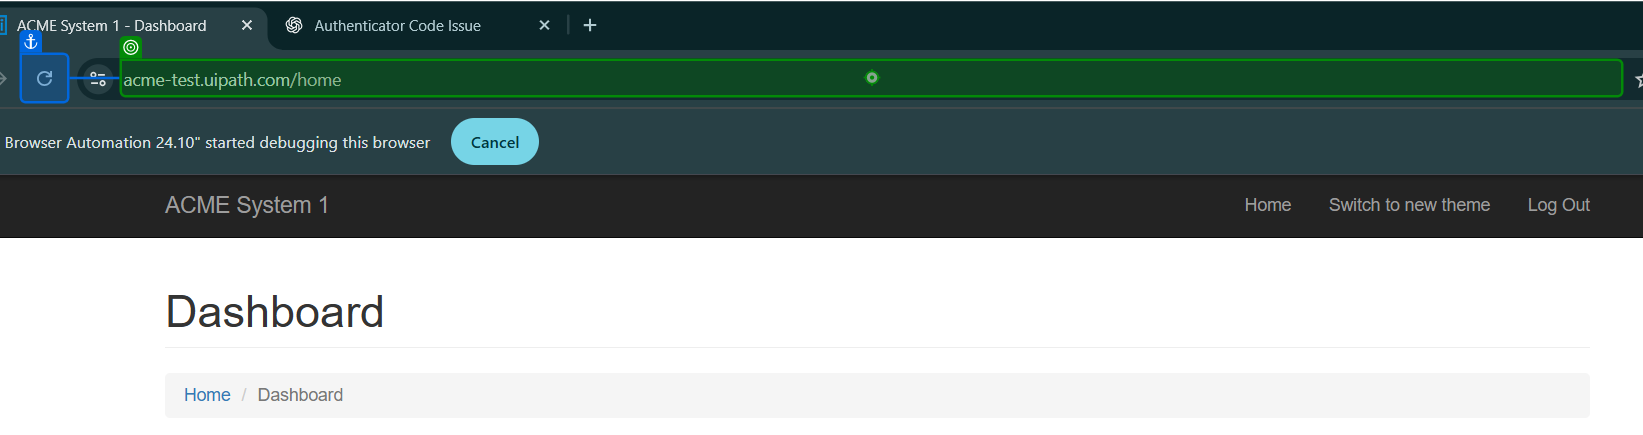 ACME System 1 - Dashboard Authenticator Code Issue
acme-test.uipath.com/home
Browser Automation 24.10" started debugging this browser Cancel
ACME System 1 Home Switch to new theme Log Out
Dashboard
Home / Dashboard